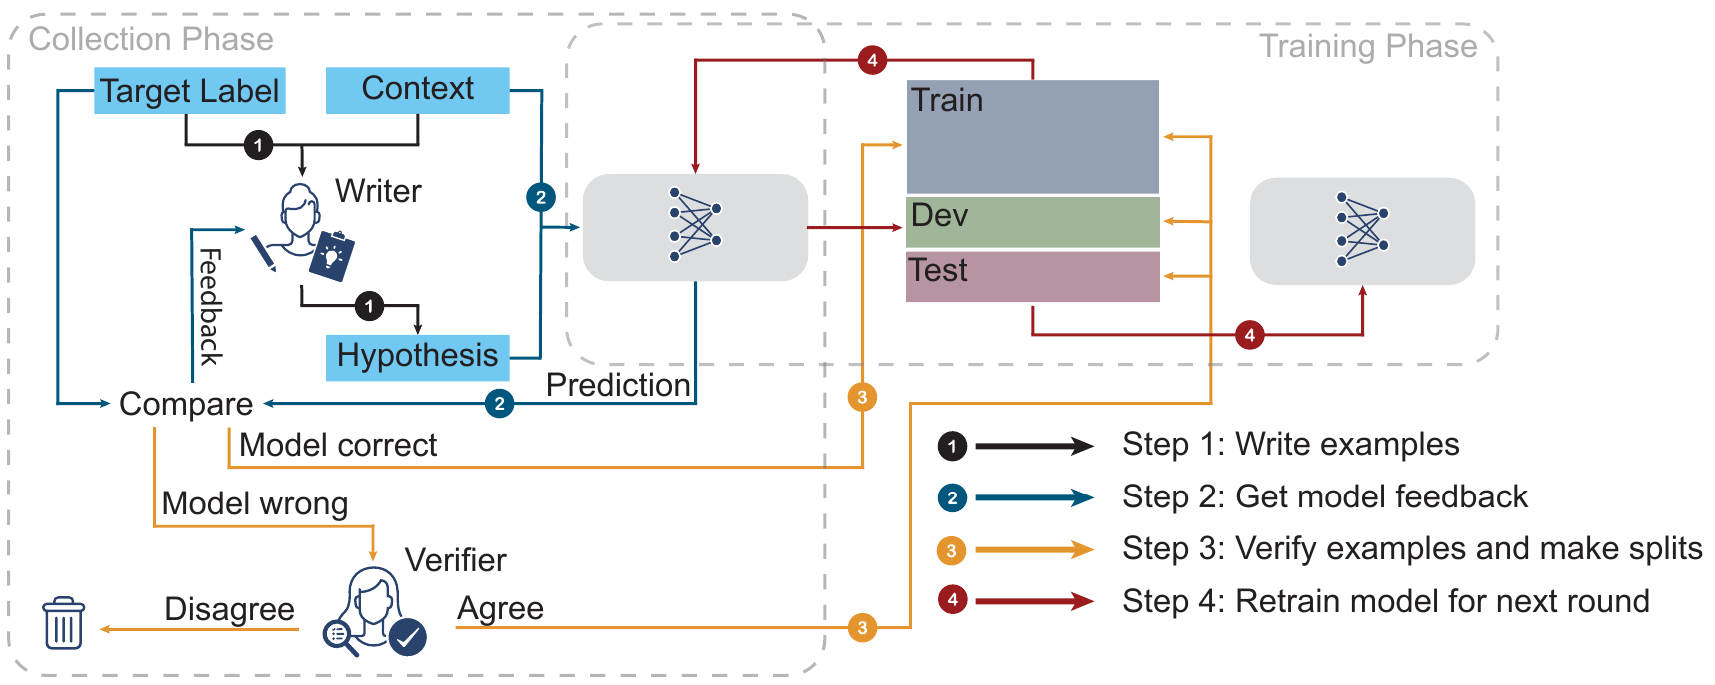 Collection Phase
Training Phase
Target Label
Context
4
Train
1
Writer
2
Dev
Feedback
Test
1
4
Hypothesis
Prediction
Compare
2
3
Model correct
Model wrong
Verifier
Disagree
Agree
3
1 Step 1: Write examples
2 Step 2: Get model feedback
3 Step 3: Verify examples and make splits
4 Step 4: Retrain model for next round